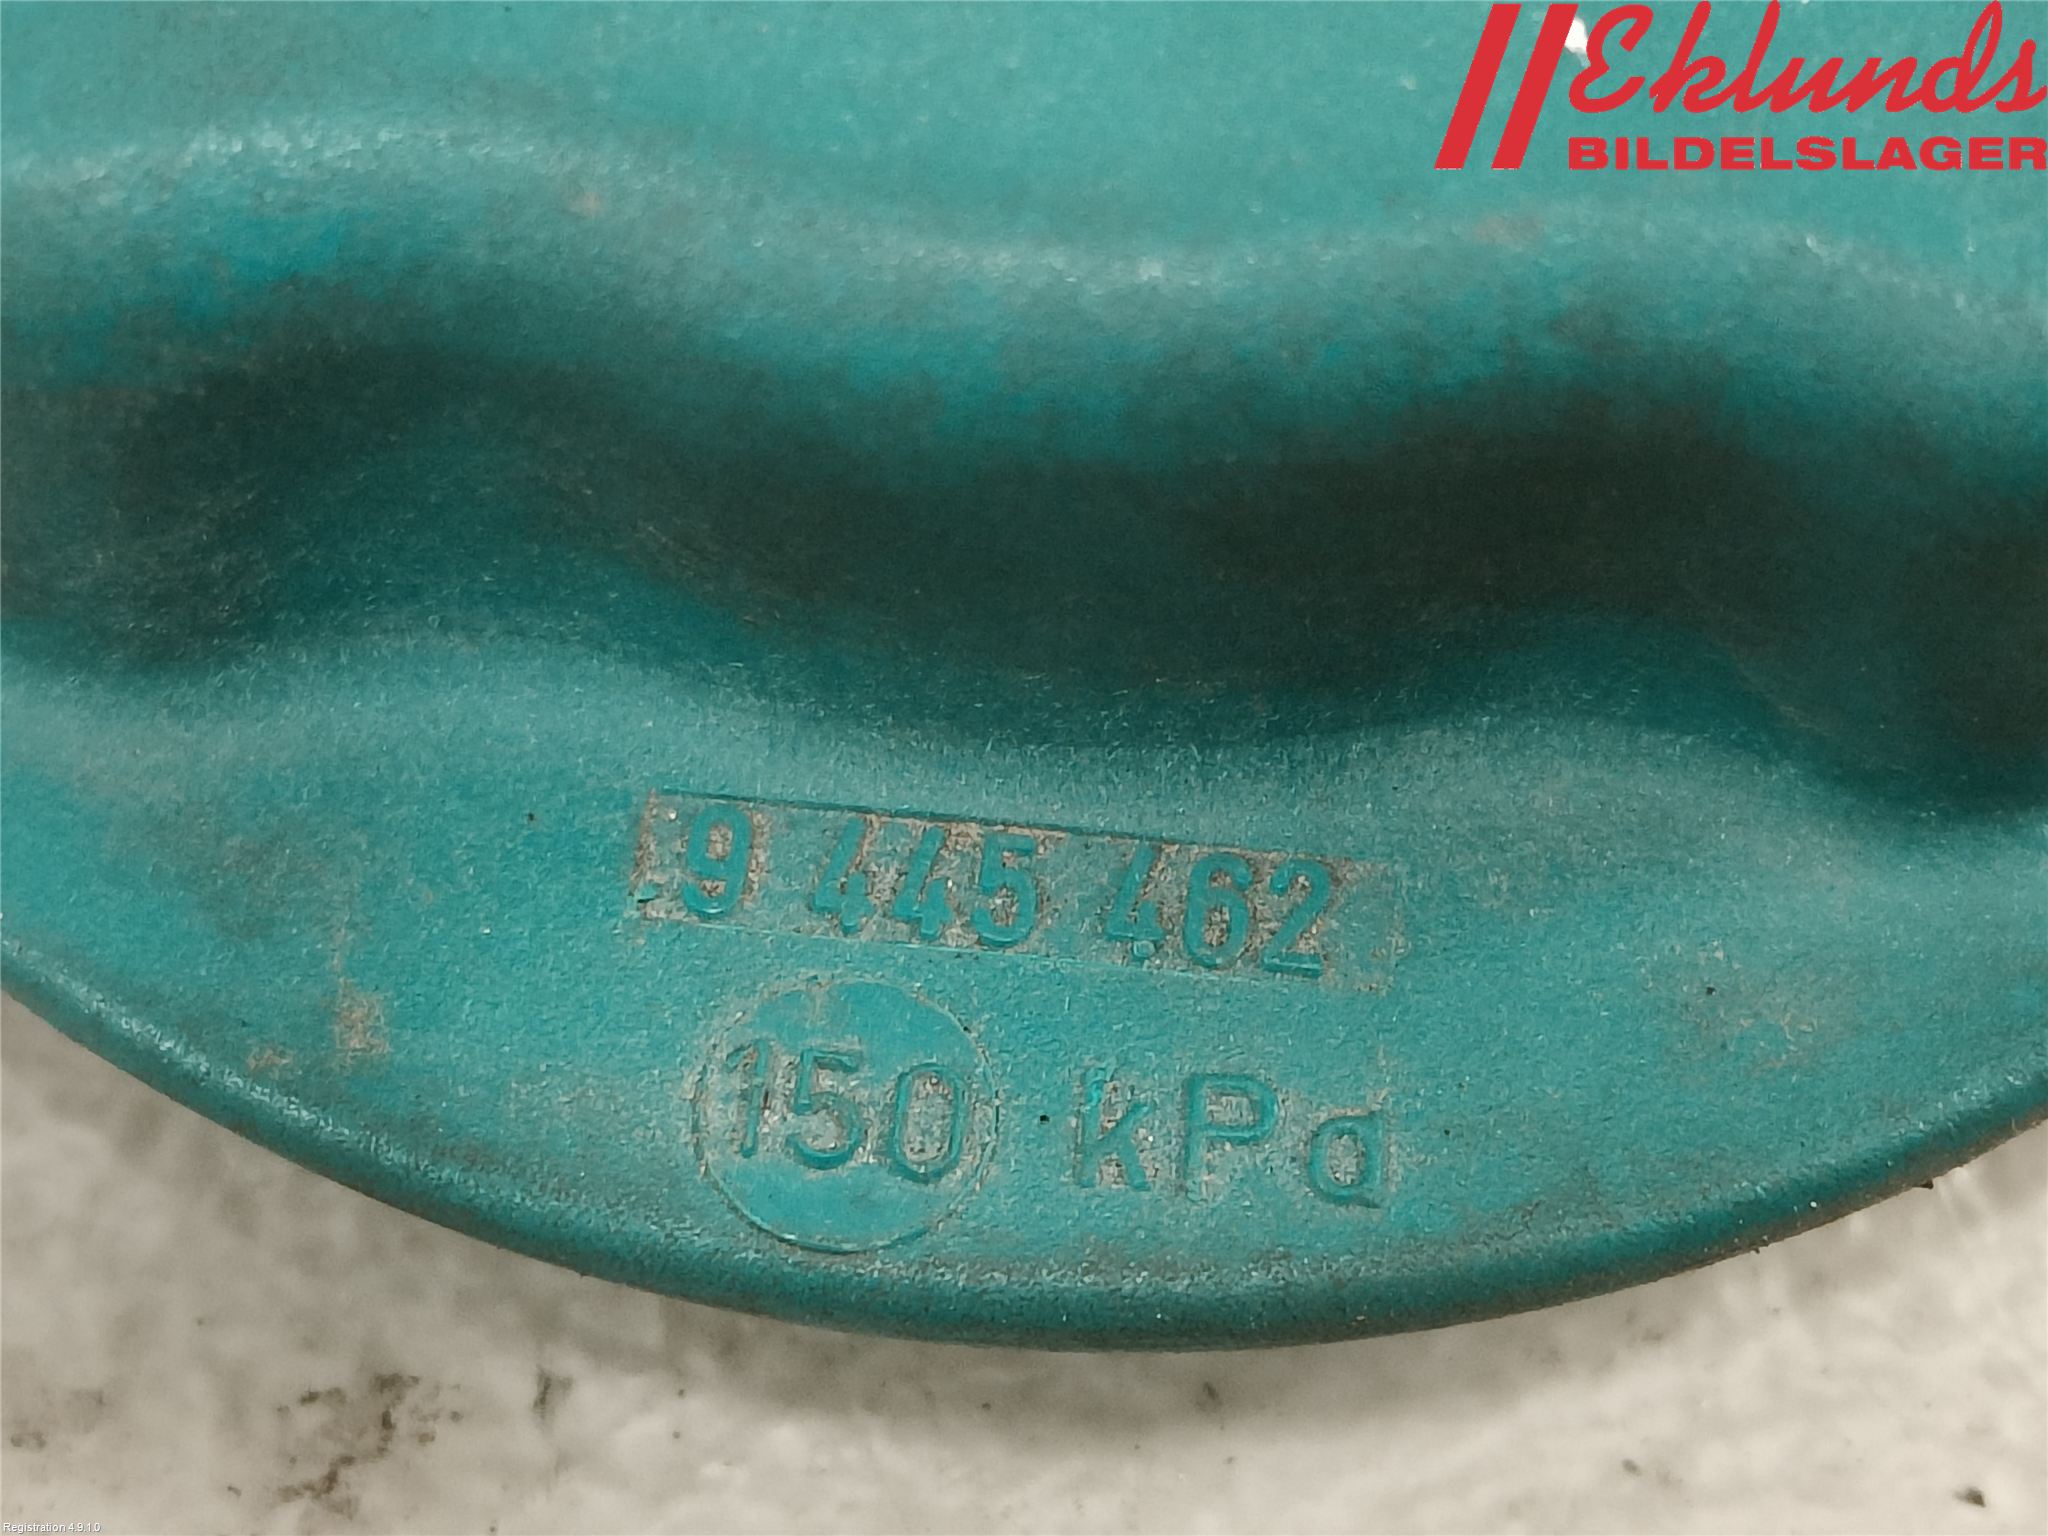 Eklunds
BILDELSLAGER
9 445 462
150 kPa
Registration 4.9.1.0